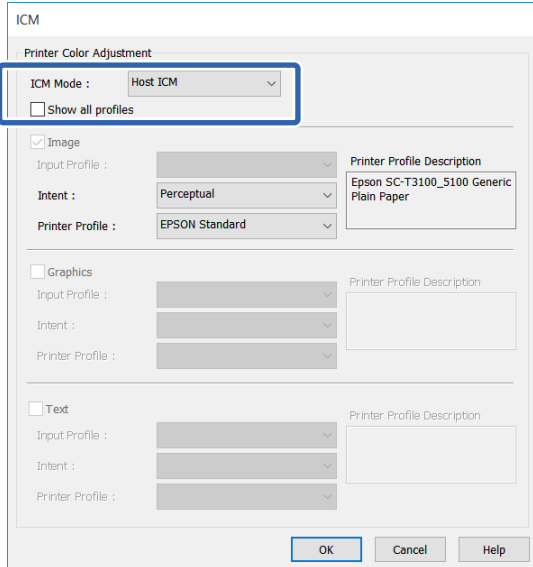 ICM
Printer Color Adjustment
ICM Mode : Host ICM
Show all profiles
Image
Input Profile : Printer Profile Description
Intent : Perceptual Epson SC-T3100_5100 Generic
Plain Paper
Printer Profile : EPSON Standard
Graphics
Printer Profile Description
Input Profile :
Intent :
Printer Profile :
Text
Printer Profile Description
Input Profile :
Intent :
Printer Profile :
OK Cancel Help